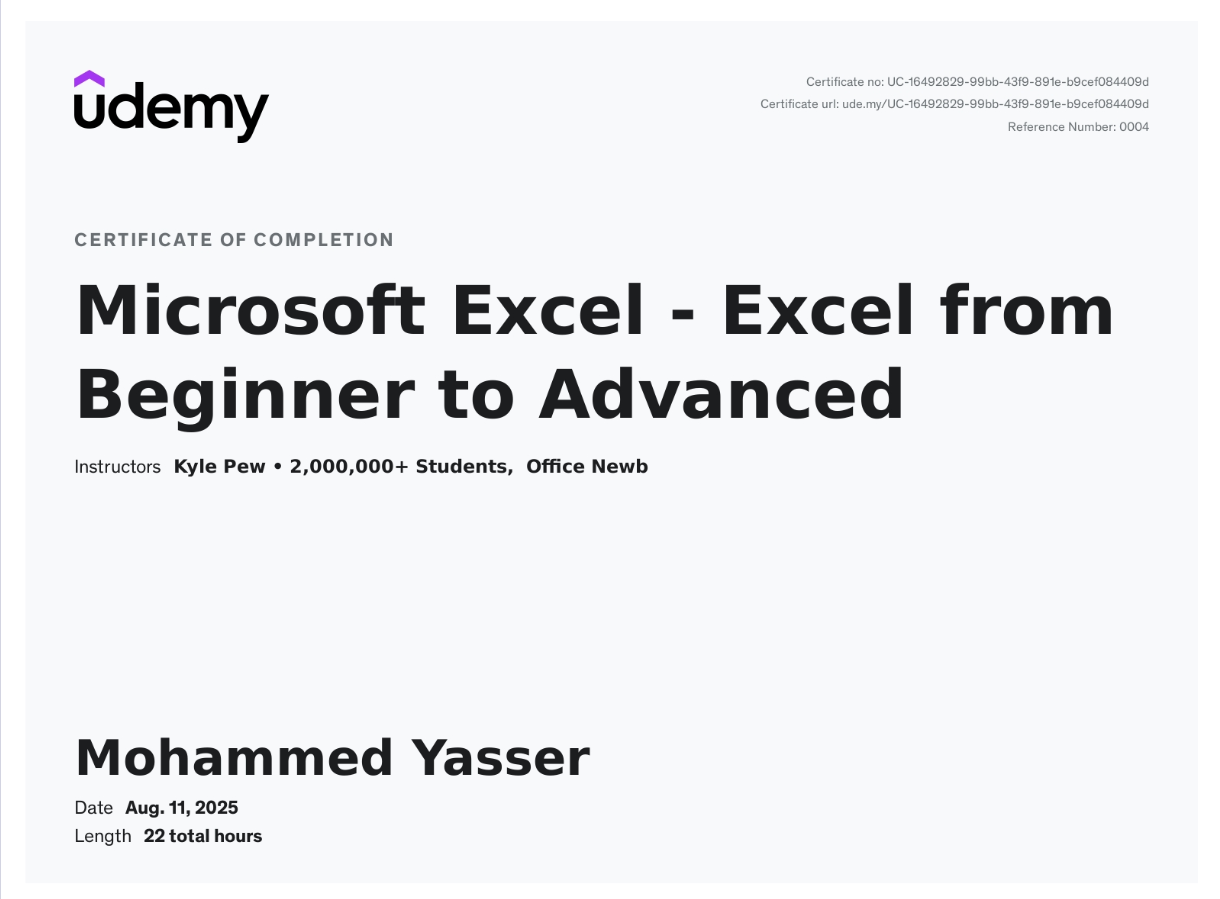 udemy
Certificate no: UC-16492829-99bb-43f9-891e-b9cef084409d
Certificate url: ude.my/UC-16492829-99bb-43f9-891e-b9cef084409d
Reference Number: 0004
CERTIFICATE OF COMPLETION
Microsoft Excel - Excel from
Beginner to Advanced
Instructors Kyle Pew • 2,000,000+ Students, Office Newb
Mohammed Yasser
Date Aug. 11, 2025
Length 22 total hours